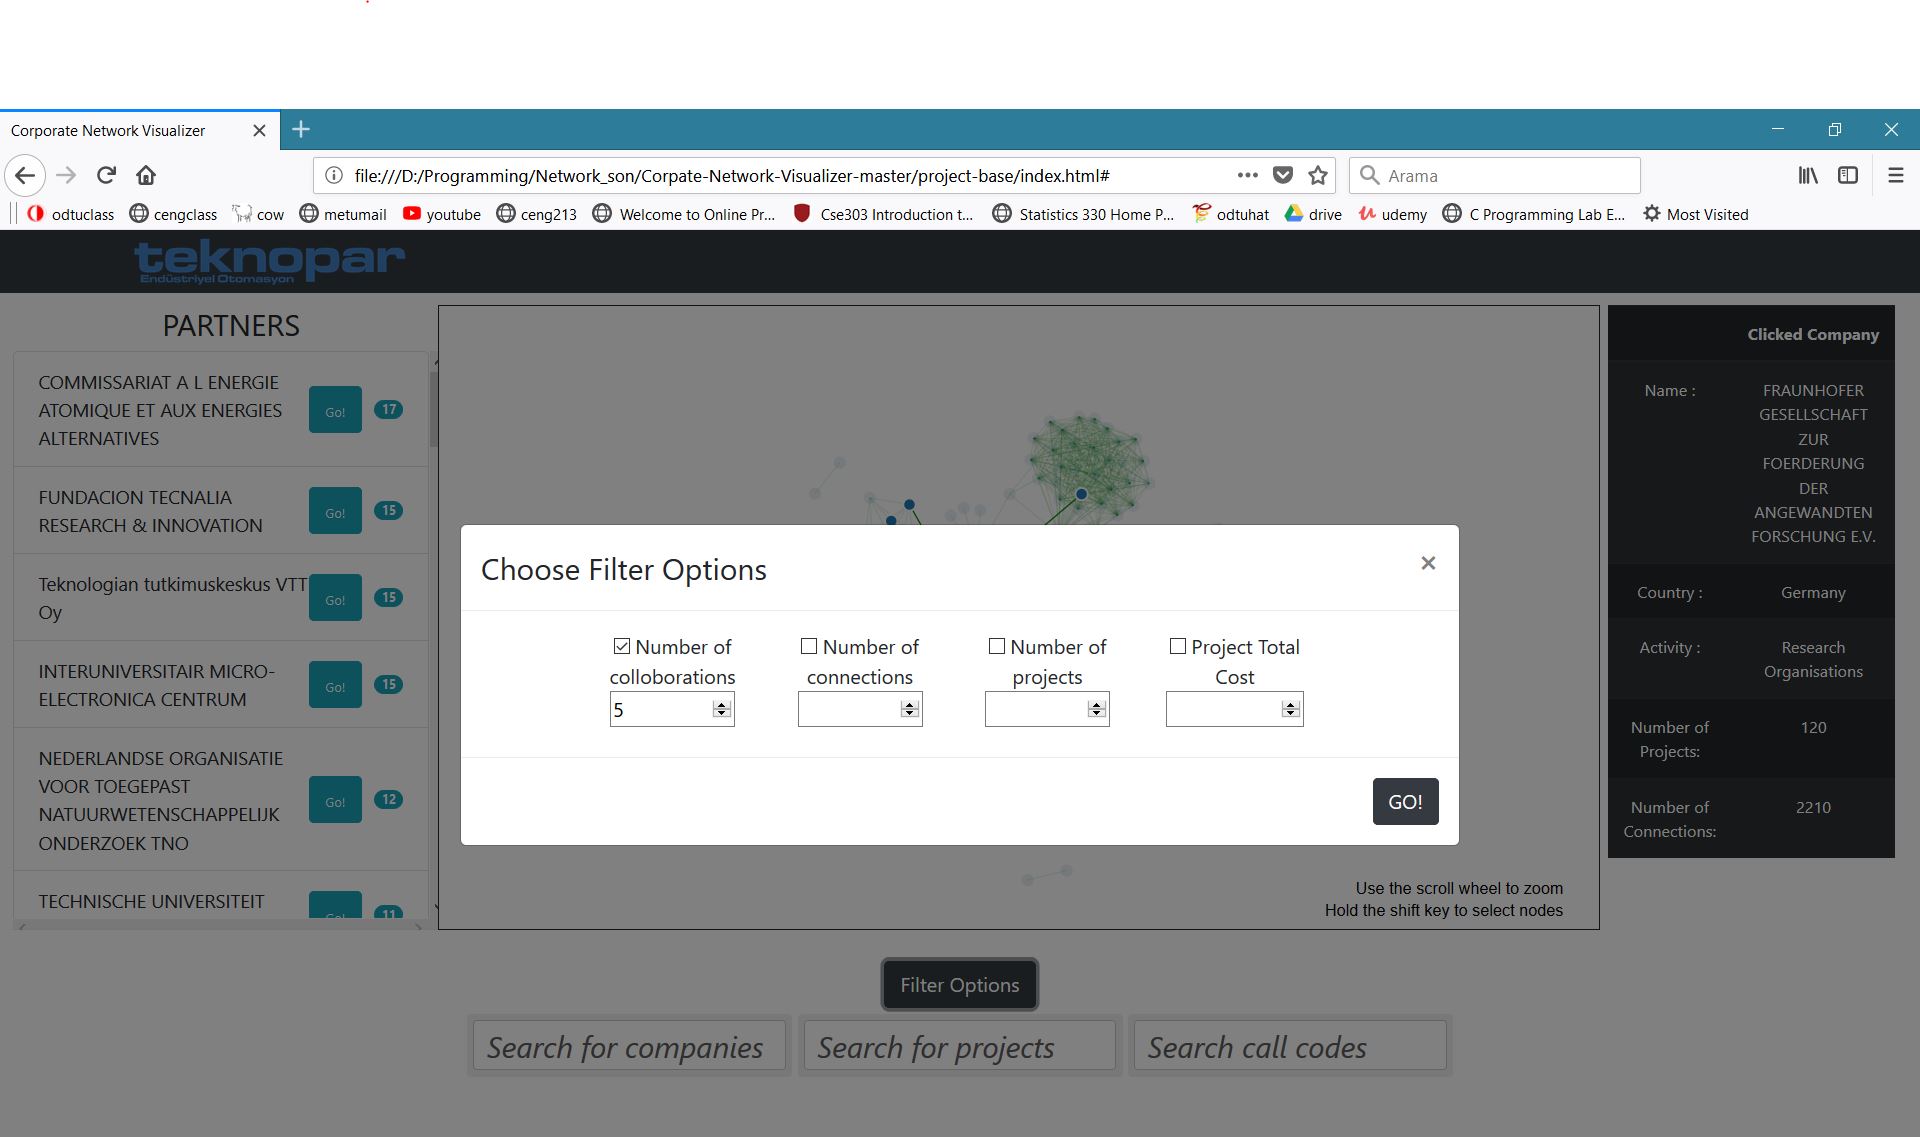 Corporate Network Visualizer
file:///D:/Programming/Network_son/Corpate-Network-Visualizer-master/project-base/index.html#
Arama
odtuclass
cengclass
cow
metumail
youtube
ceng213
Welcome to Online Pr...
Cse303 Introduction t...
Statistics 330 Home P...
odtuhat
drive
udemy
C Programming Lab E...
Most Visited
teknopar
Endüstriyel Otomasyon
PARTNERS
COMMISSARIAT A L ENERGIE
ATOMIQUE ET AUX ENERGIES
ALTERNATIVES
Go!
17
FUNDACION TECNALIA
RESEARCH & INNOVATION
Go!
15
Teknologian tutkimuskeskus VTT
Oy
Go!
15
INTERUNIVERSITAIR MICRO-
ELECTRONICA CENTRUM
Go!
15
NEDERLANDSE ORGANISATIE
VOOR TOEGEPAST
NATUURWETENSCHAPPELIJK
ONDERZOEK TNO
Go!
12
TECHNISCHE UNIVERSITEIT
Go!
11
Choose Filter Options
×
Number of
colloborations
5
Number of
connections
Number of
projects
Project Total
Cost
GO!
Use the scroll wheel to zoom
Hold the shift key to select nodes
Clicked Company
Name :
FRAUNHOFER
GESELLSCHAFT
ZUR
FOERDERUNG
DER
ANGEWANDTEN
FORSCHUNG E.V.
Country :
Germany
Activity :
Research
Organisations
Number of
Projects:
120
Number of
Connections:
2210
Filter Options
Search for companies
Search for projects
Search call codes